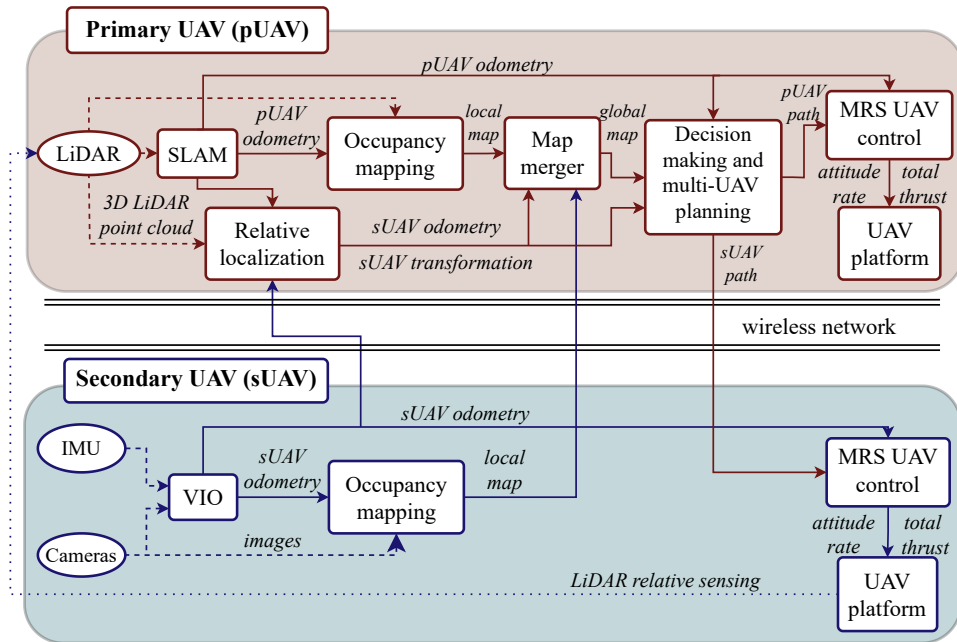 Primary UAV (pUAV)
pUAV odometry
LiDAR
SLAM
pUAV
odometry
Occupancy
mapping
local
map
Map
merger
global
map
Decision
making and
multi-UAV
planning
pUAV
path
MRS UAV
control
attitude
rate
total
thrust
UAV
platform
3D LiDAR
point cloud
Relative
localization
sUAV odometry
sUAV transformation
sUAV
path
wireless network
Secondary UAV (sUAV)
sUAV odometry
IMU
VIO
sUAV
odometry
Occupancy
mapping
local
map
MRS UAV
control
Cameras
images
attitude
rate
total
thrust
LiDAR relative sensing
UAV
platform